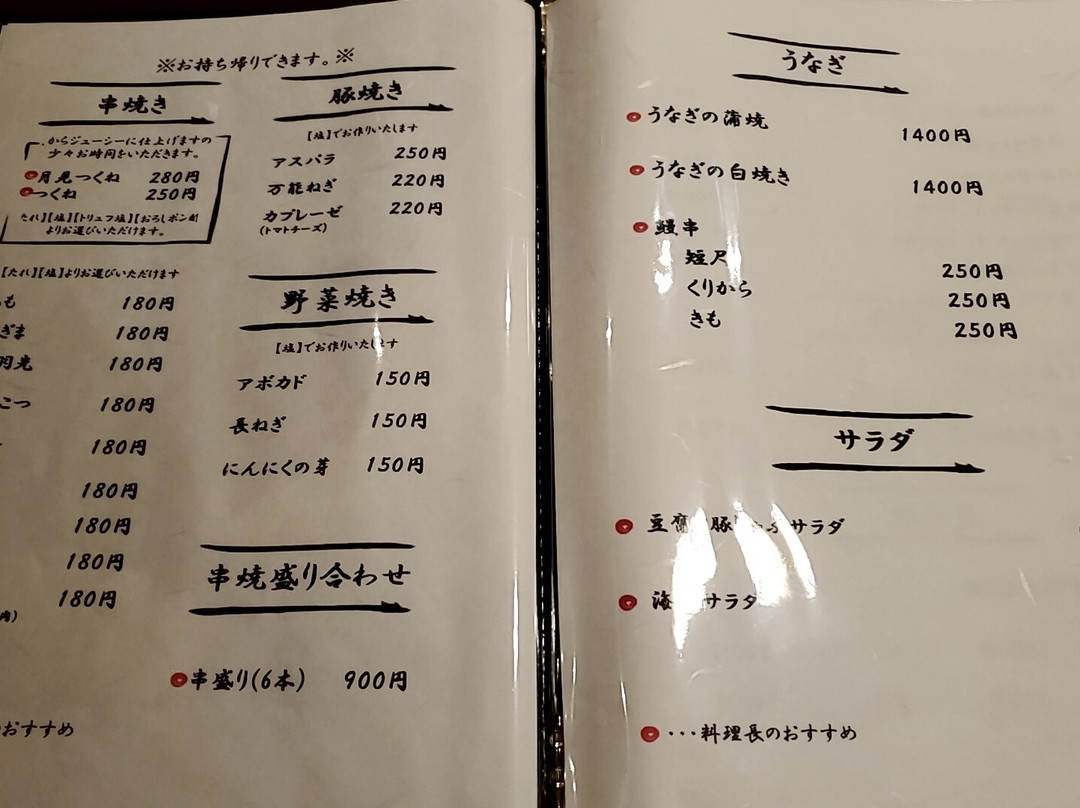 ※お持ち帰りできます。※
串焼き
からジューシーに仕上げますの
少々お時間をいただきます。
月見つくね 280円
つくね 250円
たれ】【塩】【トリュフ塩】【おろしポン酢
よりお選びいただけます。
【たれ】【塩】よりお選びいただけます
も 180円
ぎま 180円
180円
こつ 180円
180円
180円
180円
180円
180円
肉)
おすすめ
豚焼き
【塩】でお作りいたします
アスパラ 250円
万能ねぎ 220円
カプレーゼ 220円
(トマトチーズ)
野菜焼き
【塩】でお作りいたします
アボカド 150円
長ねぎ 150円
にんにくの芽 150円
串焼盛り合わせ
串盛り(6本) 900円
うなぎ
うなぎの蒲焼 1400円
うなぎの白焼き 1400円
鰻串
短尺 250円
くりから 250円
きも 250円
サラダ
豆腐 豚 サラダ
海 サラダ
・・・料理長のおすすめ